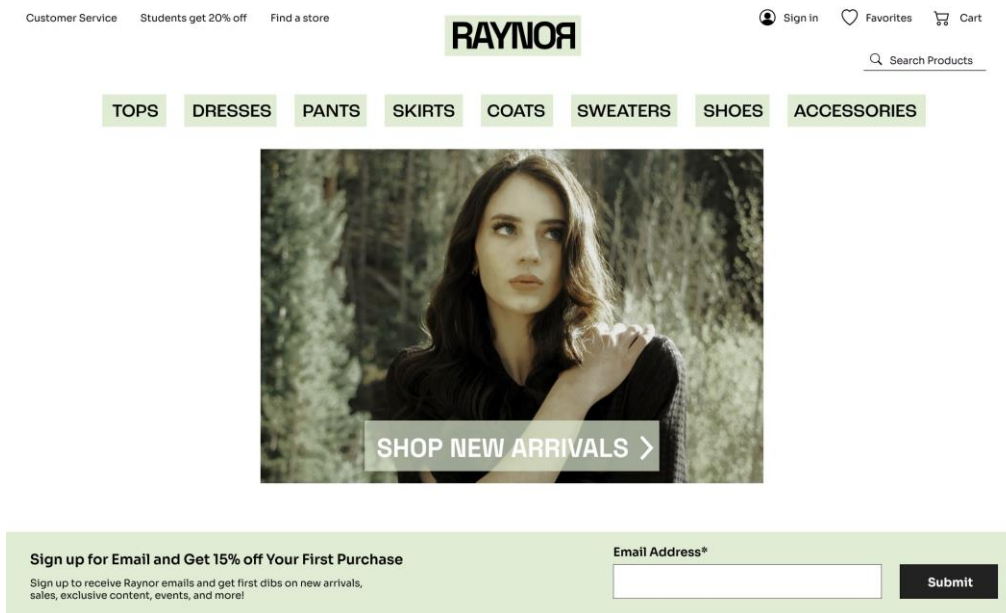 Customer Service Students get 20% off Find a store
RAYNOR
Sign in Favorites Cart
Search Products
TOPS DRESSES PANTS SKIRTS COATS SWEATERS SHOES ACCESSORIES
SHOP NEW ARRIVALS >
Sign up for Email and Get 15% off Your First Purchase
Sign up to receive Raynor emails and get first dibs on new arrivals,
sales, exclusive content, events, and more!
Email Address*
Submit